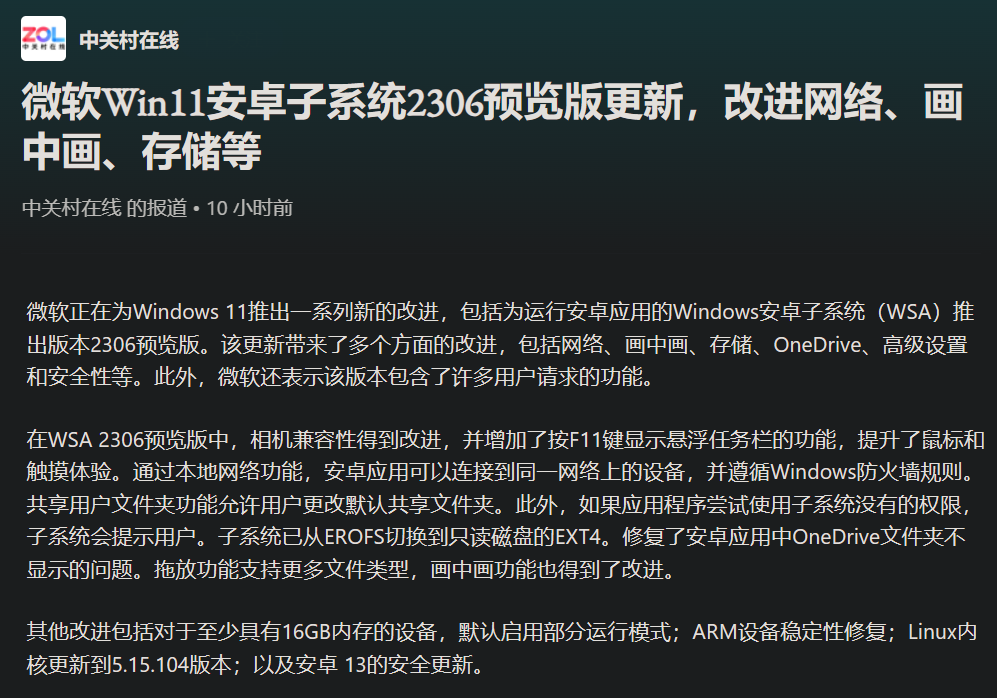 ZOL
中关村在线
中关村在线
微软Win11安卓子系统2306预览版更新，改进网络、画
中画、存储等
中关村在线 的报道 • 10 小时前
微软正在为Windows 11推出一系列新的改进，包括为运行安卓应用的Windows安卓子系统（WSA）推
出版本2306预览版。该更新带来了多个方面的改进，包括网络、画中画、存储、OneDrive、高级设置
和安全性等。此外，微软还表示该版本包含了许多用户请求的功能。
在WSA 2306预览版中，相机兼容性得到改进，并增加了按F11键显示悬浮任务栏的功能，提升了鼠标和
触摸体验。通过本地网络功能，安卓应用可以连接到同一网络上的设备，并遵循Windows防火墙规则。
共享用户文件夹功能允许用户更改默认共享文件夹。此外，如果应用程序尝试使用子系统没有的权限，
子系统会提示用户。子系统已从EROFS切换到只读磁盘的EXT4。修复了安卓应用中OneDrive文件夹不
显示的问题。拖放功能支持更多文件类型，画中画功能也得到了改进。
其他改进包括对于至少具有16GB内存的设备，默认启用部分运行模式；ARM设备稳定性修复；Linux内
核更新到5.15.104版本；以及安卓 13的安全更新。